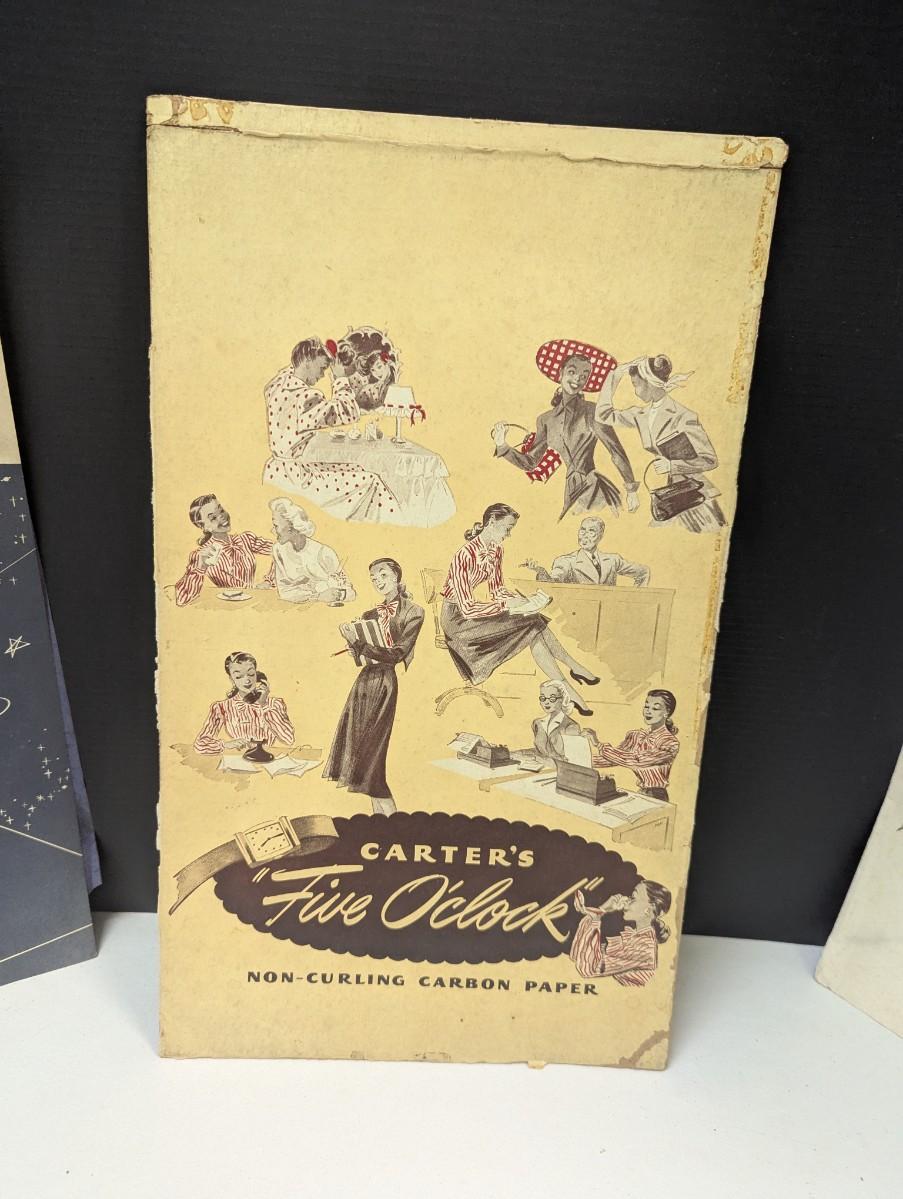 CARTER'S
"Five O'clock"
NON-CURLING CARBON PAPER